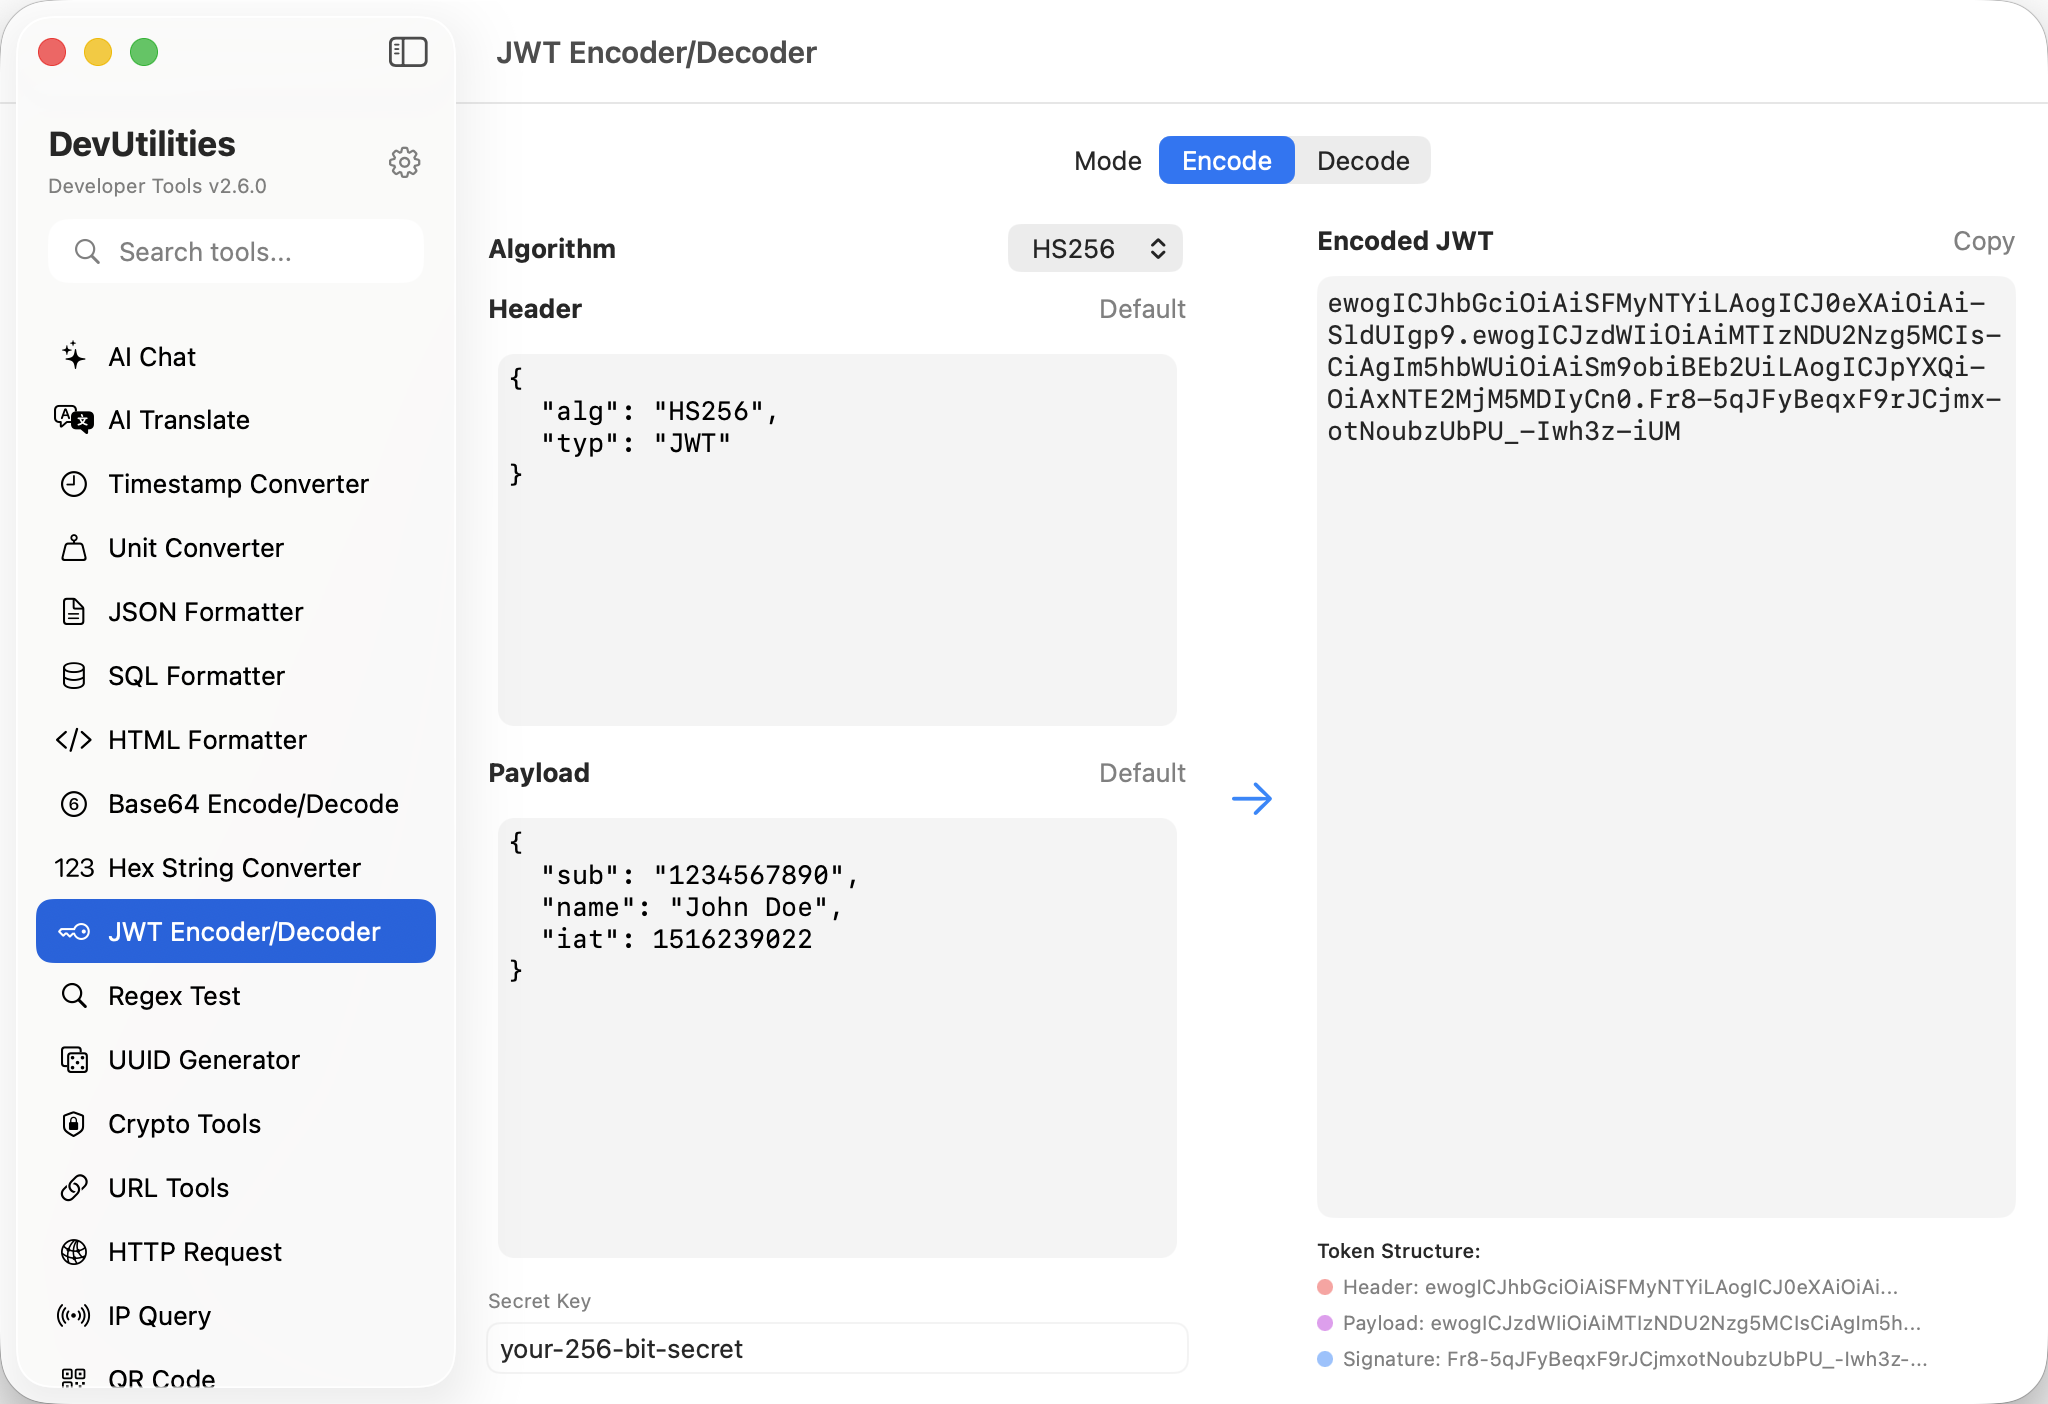 JWT Encoder/Decoder
DevUtilities
Developer Tools v2.6.0
Search tools...
AI Chat
AI Translate
Timestamp Converter
Unit Converter
JSON Formatter
SQL Formatter
HTML Formatter
6 Base64 Encode/Decode
123 Hex String Converter
JWT Encoder/Decoder
Regex Test
UUID Generator
Crypto Tools
URL Tools
HTTP Request
IP Query
QR Code
Mode Encode Decode
Algorithm HS256
Header Default
{
  "alg": "HS256",
  "typ": "JWT"
}
Payload Default
{
  "sub": "1234567890",
  "name": "John Doe",
  "iat": 1516239022
}
Secret Key
your-256-bit-secret
Encoded JWT Copy
ewogICJhbGciOiAiSFMyNTYiLAogICJ0eXAiOiAi-
SldUIgp9.ewogICJzdWIiOiAiMTIzNDU2Nzg5MCIs-
CiAgIm5hbWUiOiAiSm9obiBEb2UiLAogICJpYXQi-
OiAxNTE2MjM5MDIyCn0.Fr8-5qJFyBeqxF9rJCjmx-
otNoubzUbPU_-Iwh3z-iUM
Token Structure:
Header: ewogICJhbGciOiAiSFMyNTYiLAogICJ0eXAiOiAi...
Payload: ewogICJzdWIiOiAiMTIzNDU2Nzg5MCIsCiAgIm5h...
Signature: Fr8-5qJFyBeqxF9rJCjmxotNoubzUbPU_-Iwh3z-...